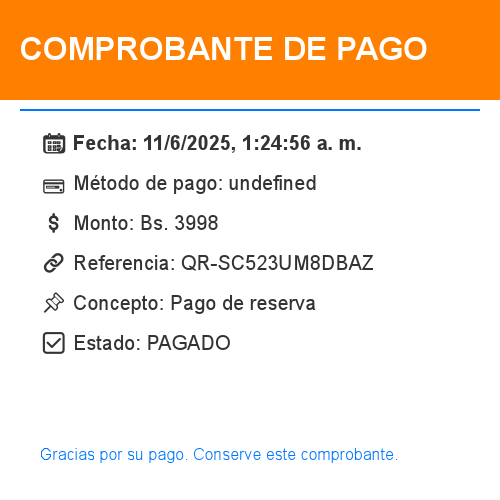 COMPROBANTE DE PAGO
Fecha: 11/6/2025, 1:24:56 a. m.
Método de pago: undefined
Monto: Bs. 3998
Referencia: QR-SC523UM8DBAZ
Concepto: Pago de reserva
Estado: PAGADO
Gracias por su pago. Conserve este comprobante.